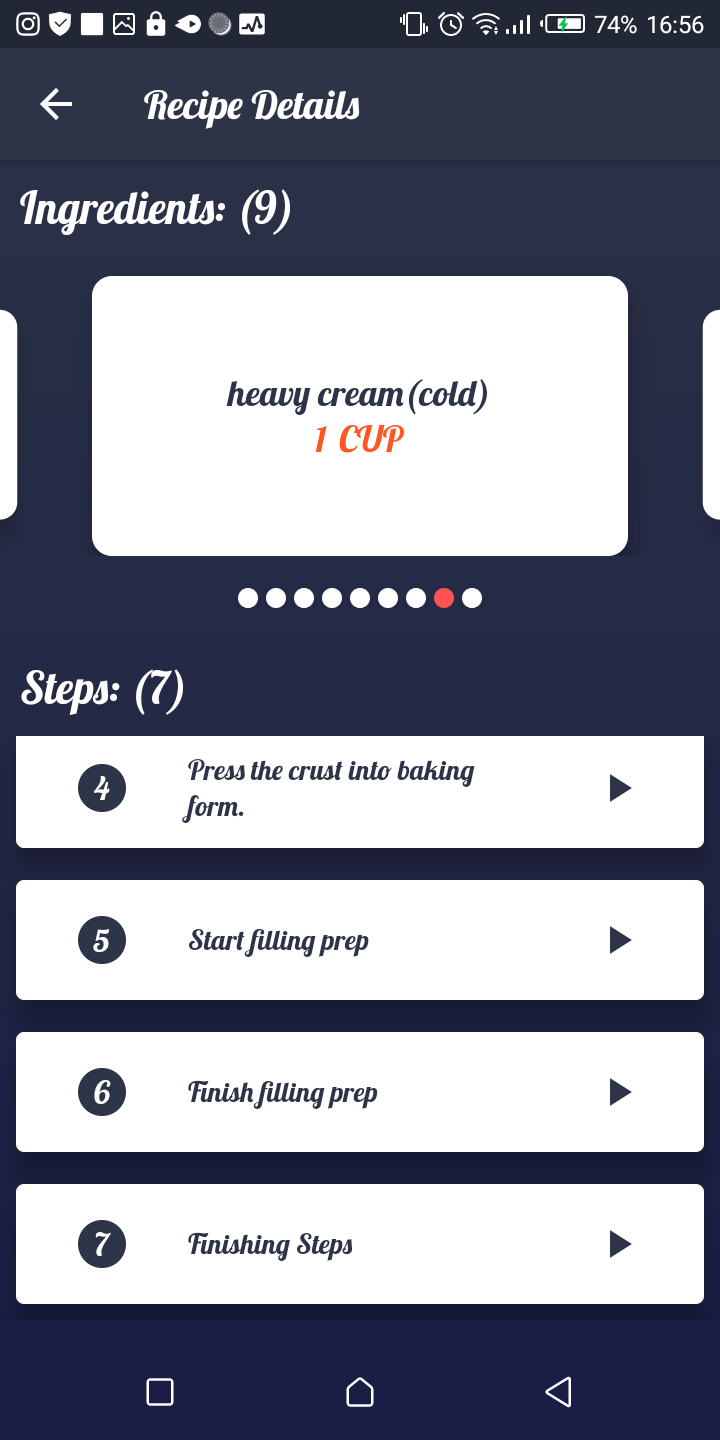 74% 16:56
Recipe Details
Ingredients: (9)
heavy cream(cold)
1 CUP
Steps: (7)
4 Press the crust into baking
form.
5 Start filling prep
6 Finish filling prep
7 Finishing Steps